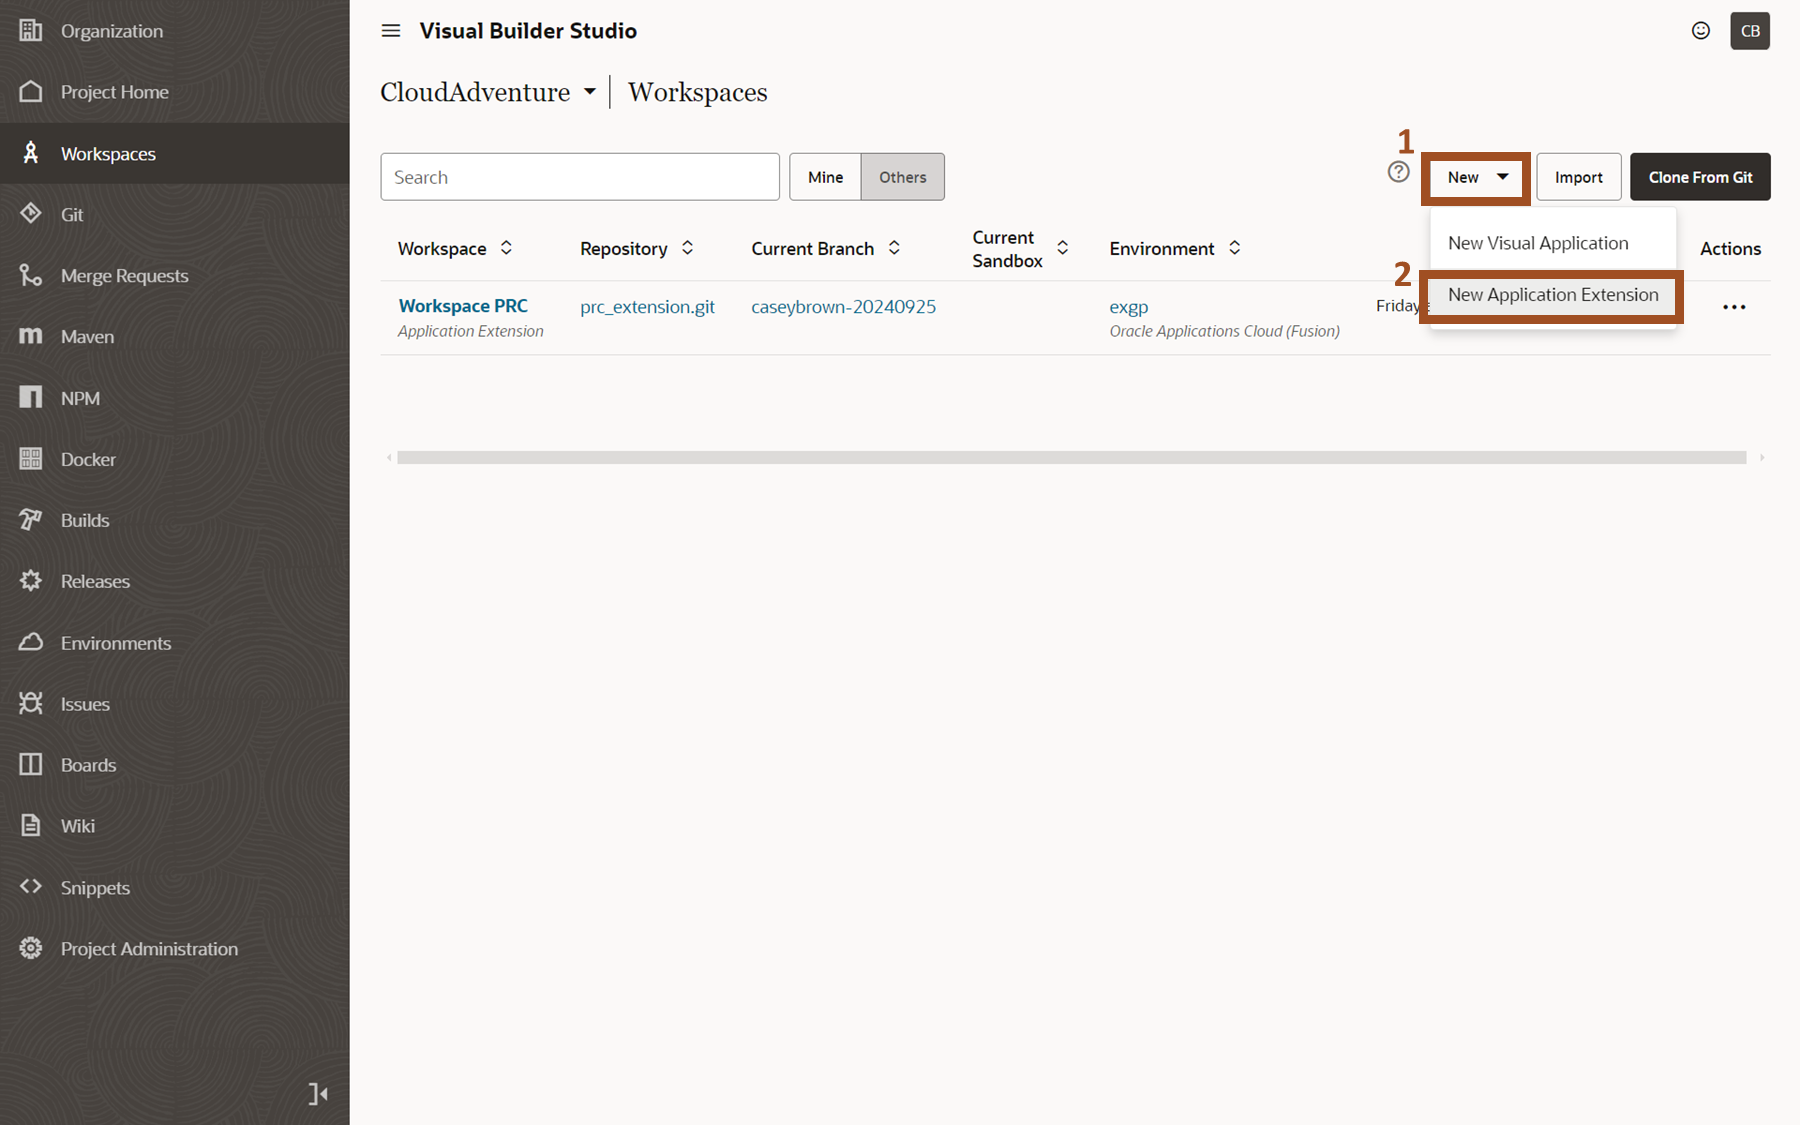 Organization
Project Home
Workspaces
Git
Merge Requests
Maven
NPM
Docker
Builds
Releases
Environments
Issues
Boards
Wiki
Snippets
Project Administration
Visual Builder Studio
CB
CloudAdventure
Workspaces
Search
Mine
Others
1
New
Import
Clone From Git
New Visual Application
2
New Application Extension
Workspace
Repository
Current Branch
Current
Sandbox
Environment
Actions
Workspace PRC
prc_extension.git
caseybrown-20240925
exgp
Friday
Application Extension
Oracle Applications Cloud (Fusion)